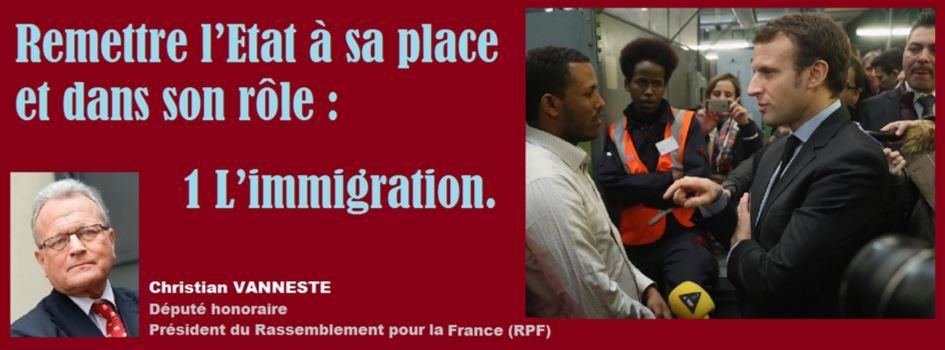 Remettre l'Etat à sa place
et dans son rôle :
1 L'immigration.
Christian VANNESTE
Député honoraire
Président du Rassemblement pour la France (RPF)